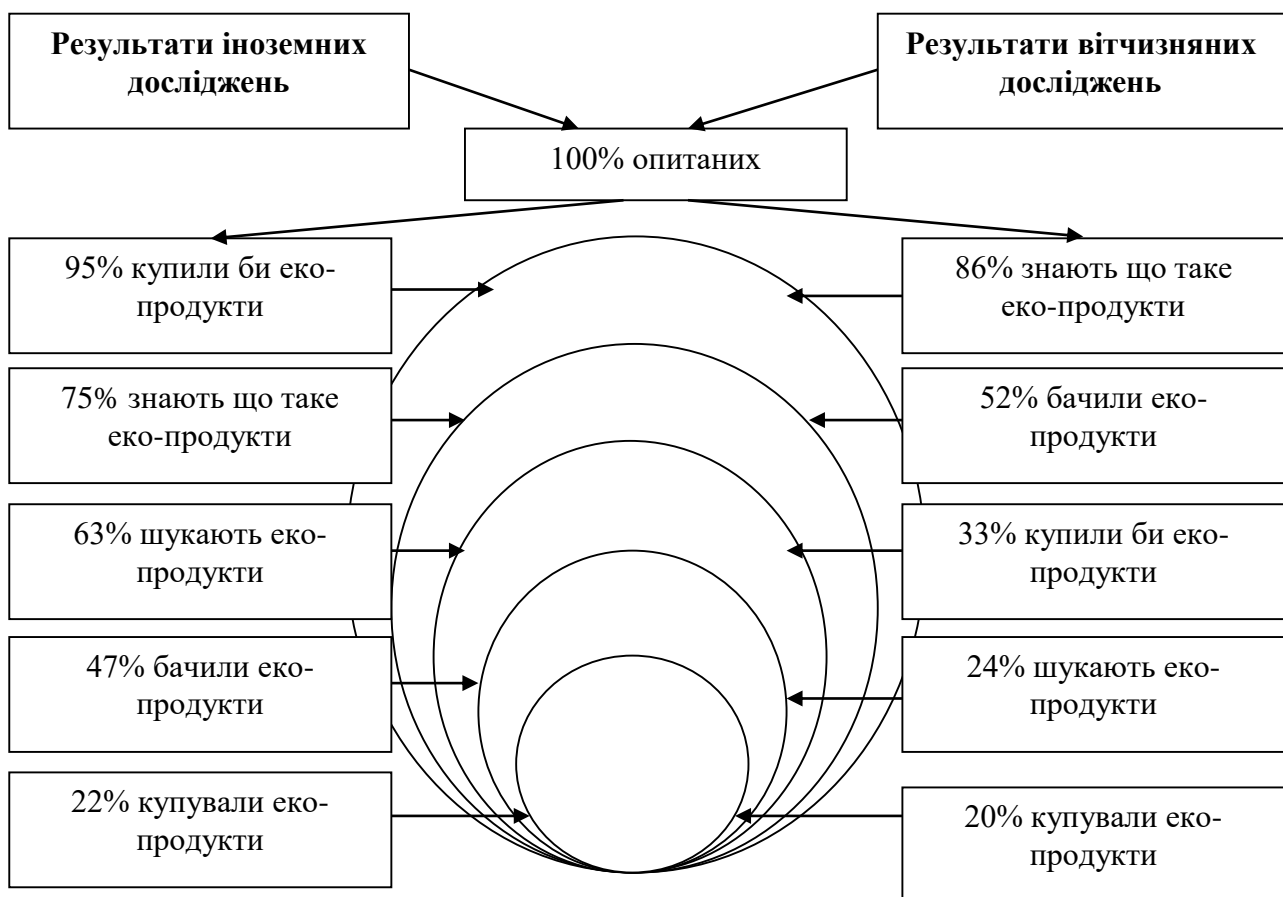 Результати іноземних
досліджень
Результати вітчизняних
досліджень
100% опитаних
95% купили би еко-
продукти
86% знають що таке
еко-продукти
75% знають що таке
еко-продукти
52% бачили еко-
продукти
63% шукають еко-
продукти
33% купили би еко-
продукти
47% бачили еко-
продукти
24% шукають еко-
продукти
22% купували еко-
продукти
20% купували еко-
продукти